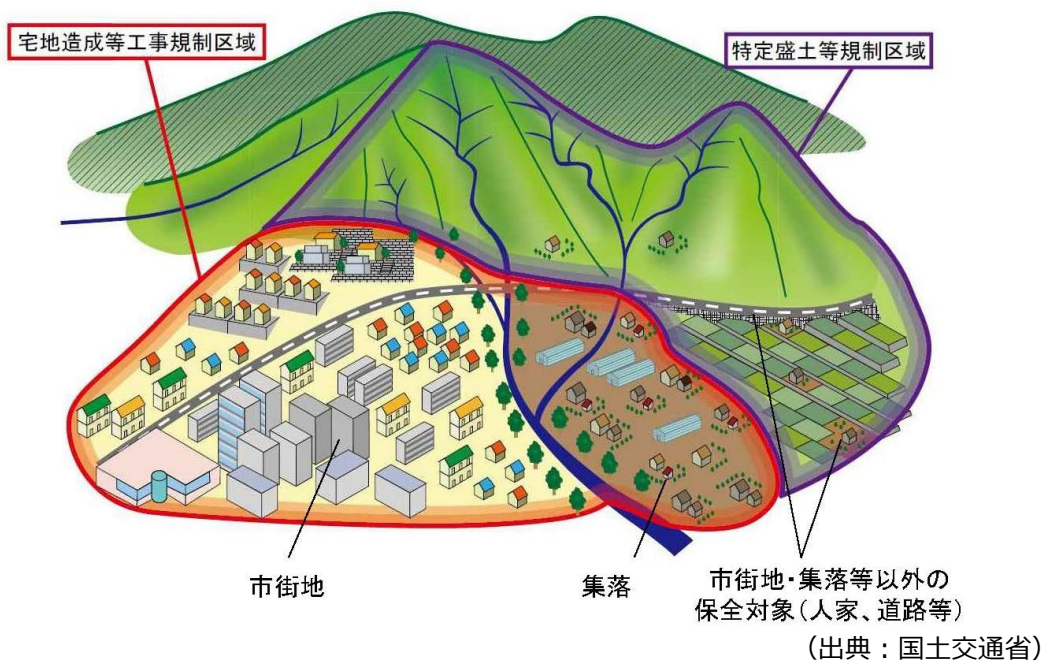 宅地造成等工事規制区域
特定盛土等規制区域
市街地
集落
市街地・集落等以外の
保全対象(人家、道路等)
(出典：国土交通省)